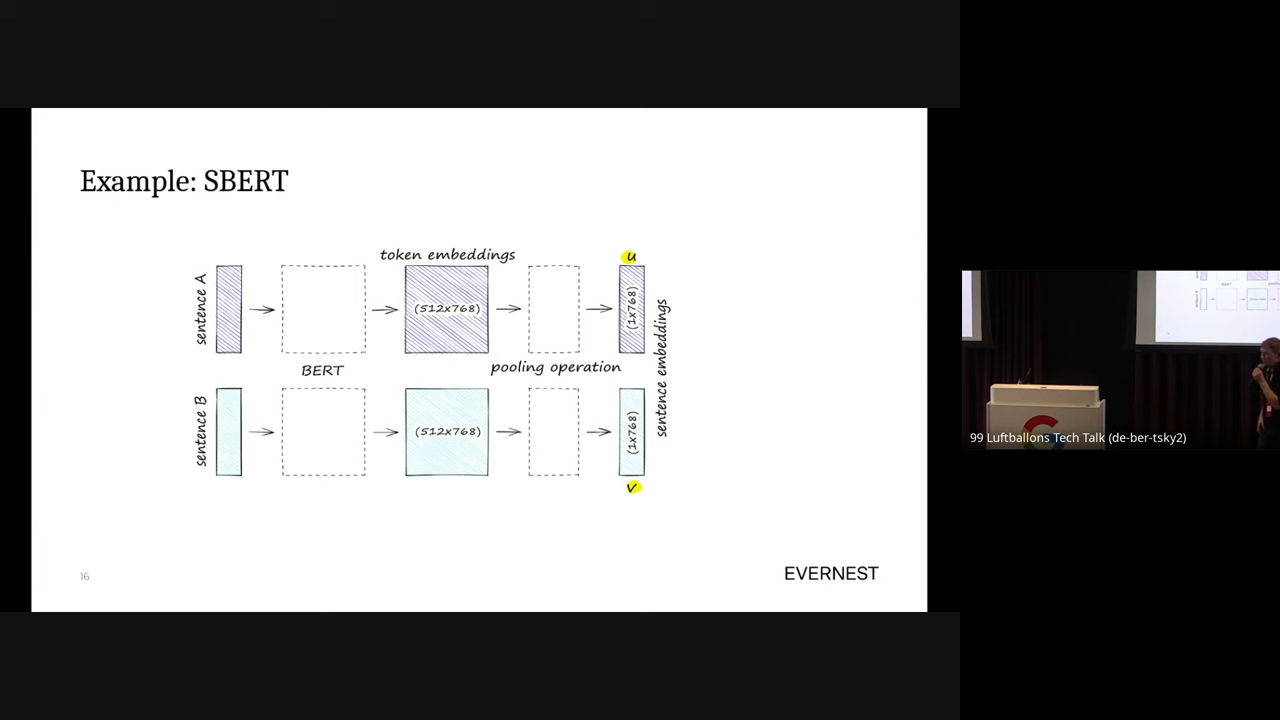 Example: SBERT
token embeddings
u
sentence A
(512x768)
(1x768)
BERT
pooling operation
sentence embeddings
sentence B
(512x768)
(1x768)
v
16
EVERNEST
99 Luftballons Tech Talk (de-ber-tsky2)